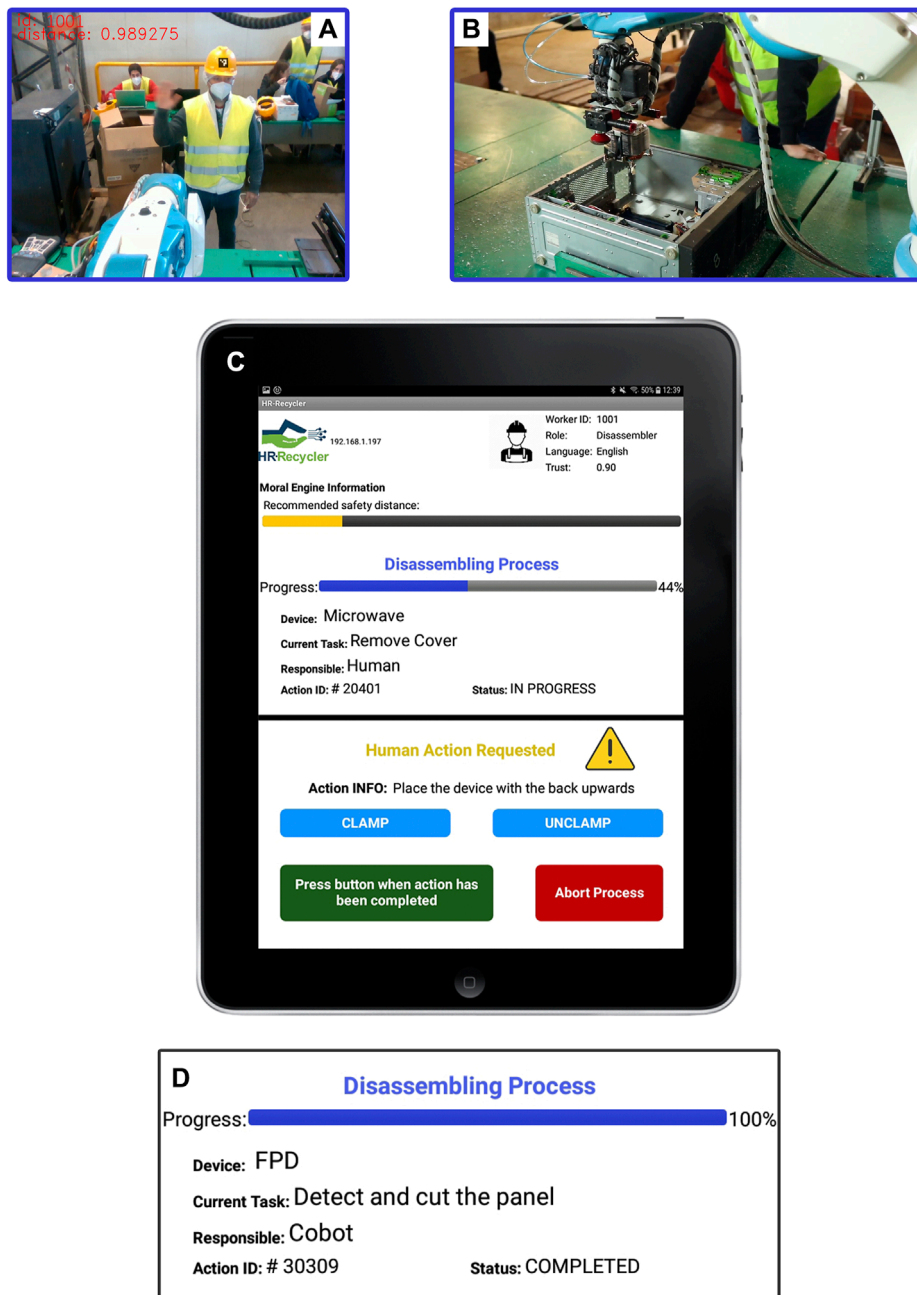 id: 1001
distance: 0.989275
A
B
C
50% 12:39
HR-Recycler
192.168.1.197
HR-Recycler
Worker ID: 1001
Role: Disassembler
Language: English
Trust: 0.90
Moral Engine Information
Recommended safety distance:
Disassembling Process
Progress: 44%
Device: Microwave
Current Task: Remove Cover
Responsible: Human
Action ID: # 20401 Status: IN PROGRESS
Human Action Requested
Action INFO: Place the device with the back upwards
CLAMP UNCLAMP
Press button when action has
been completed
Abort Process
D
Disassembling Process
Progress: 100%
Device: FPD
Current Task: Detect and cut the panel
Responsible: Cobot
Action ID: # 30309 Status: COMPLETED